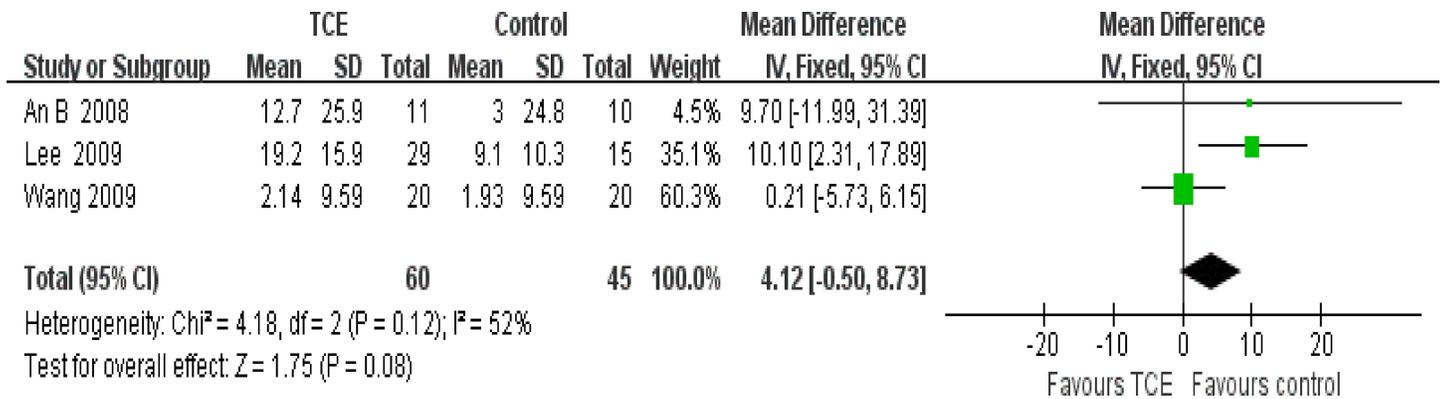 TCE Control Mean Difference Mean Difference
Study or Subgroup Mean SD Total Mean SD Total Weight IV, Fixed, 95% CI IV, Fixed, 95% CI
An B 2008 12.7 25.9 11 3 24.8 10 4.5% 9.70 [-11.99, 31.39]
Lee 2009 19.2 15.9 29 9.1 10.3 15 35.1% 10.10 [2.31, 17.89]
Wang 2009 2.14 9.59 20 1.93 9.59 20 60.3% 0.21 [-5.73, 6.15]
Total (95% CI) 60 45 100.0% 4.12 [-0.50, 8.73]
Heterogeneity: Chi² = 4.18, df = 2 (P = 0.12); I² = 52%
Test for overall effect: Z = 1.75 (P = 0.08)
-20 -10 0 10 20
Favours TCE Favours control